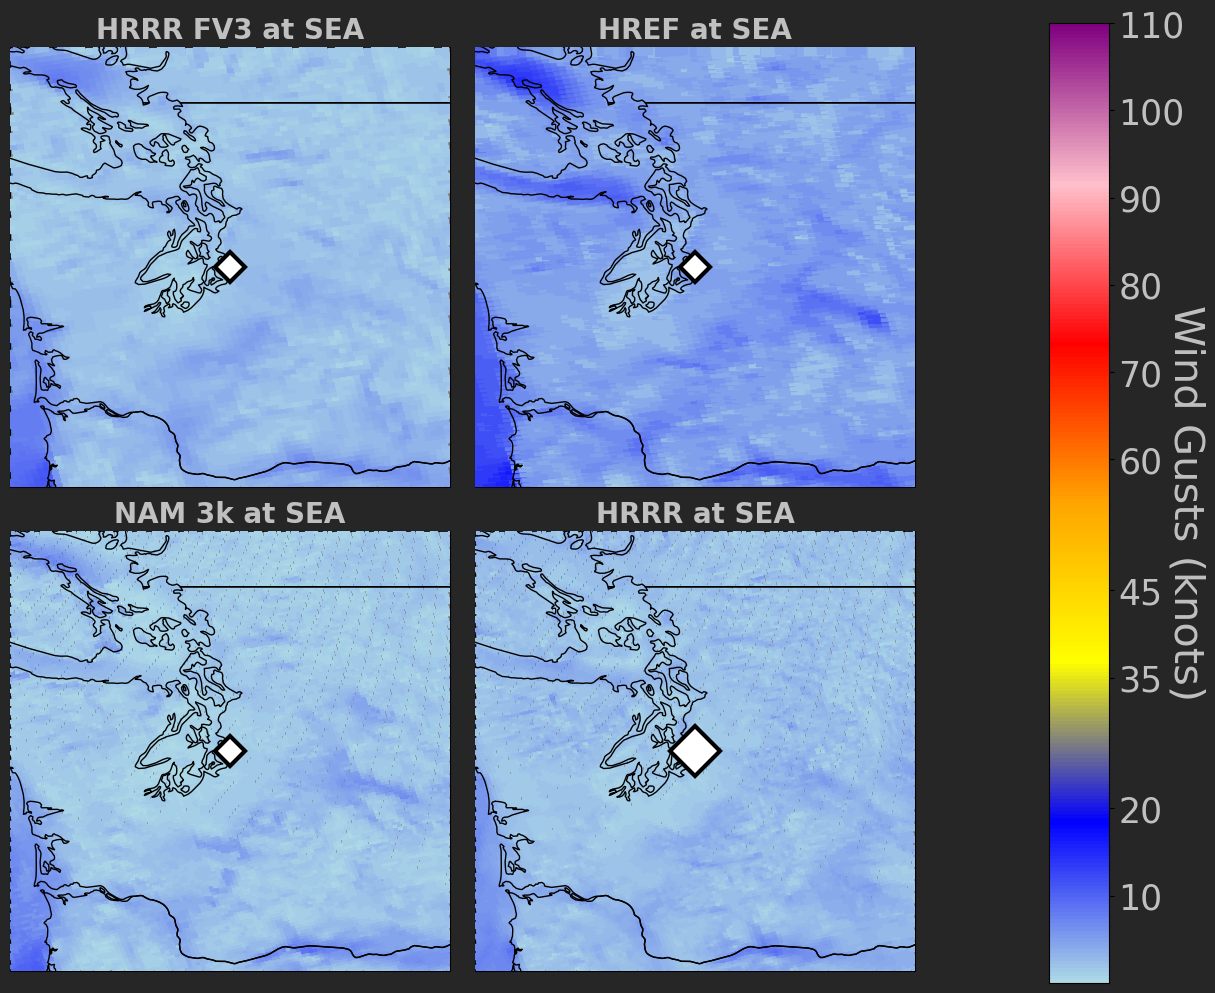 HRRR FV3 at SEA
HREF at SEA
NAM 3k at SEA
HRRR at SEA
110
100
90
80
70
60
45
35
20
10
Wind Gusts (knots)